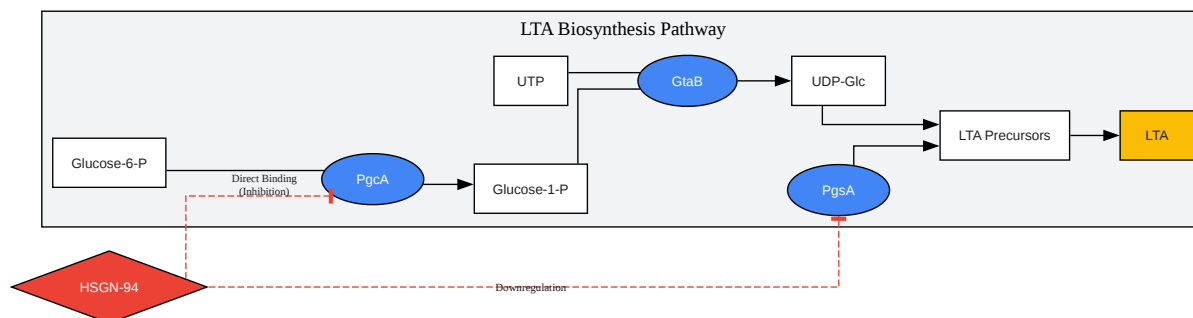 LTA Biosynthesis Pathway
UTP
GtaB
UDP-Glc
LTA Precursors
LTA
Glucose-6-P
Direct Binding
(Inhibition)
PgcA
Glucose-1-P
PgsA
HSGN-94
Downregulation